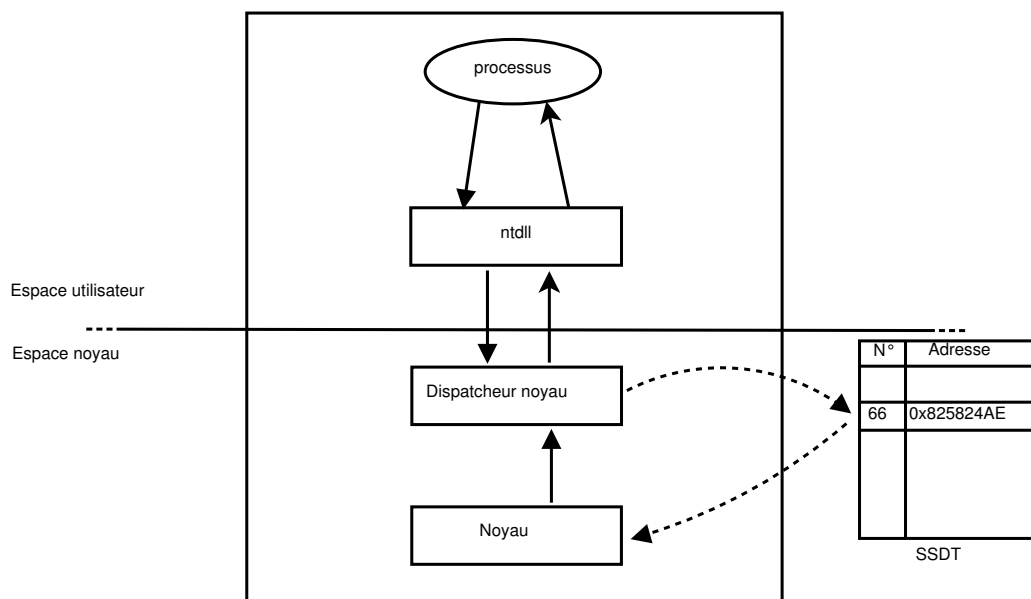 processus
ntdll
Espace utilisateur
Espace noyau
N° Adresse
Dispatcheur noyau
66 0x825824AE
Noyau
SSDT